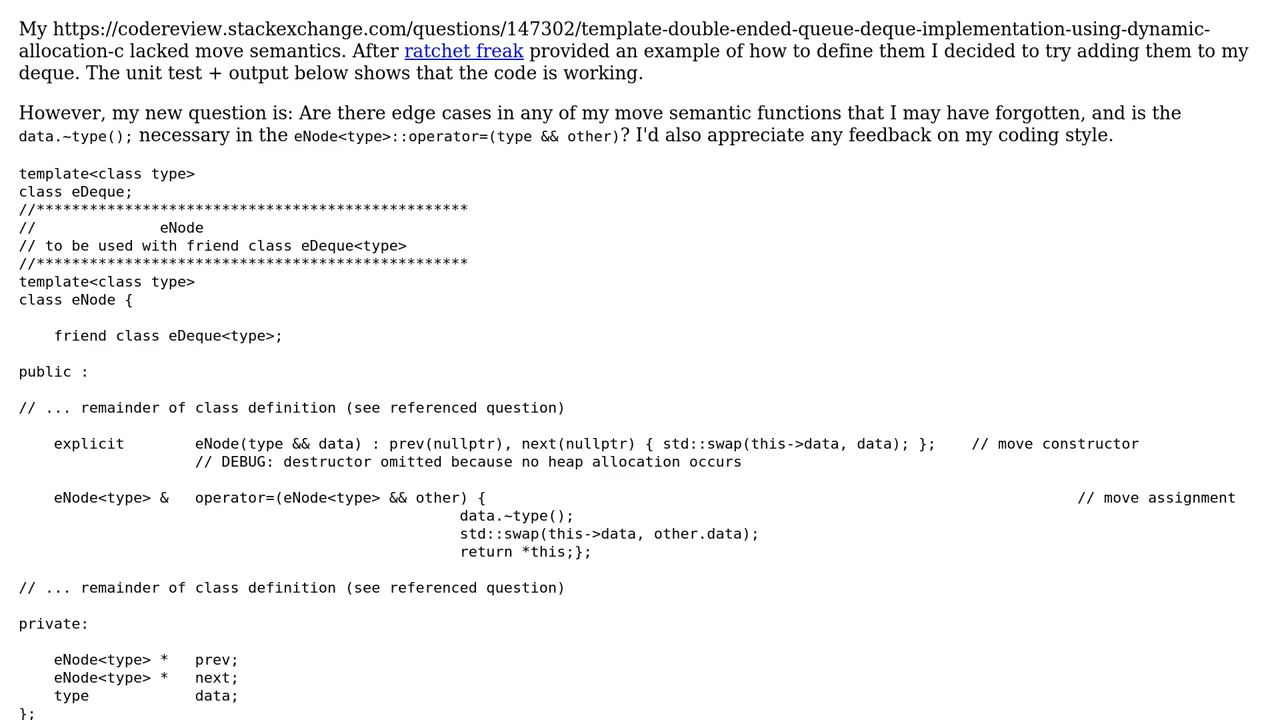 My https://codereview.stackexchange.com/questions/147302/template-double-ended-queue-deque-implementation-using-dynamic-
allocation-c lacked move semantics. After ratchet freak provided an example of how to define them I decided to try adding them to my
deque. The unit test + output below shows that the code is working.
However, my new question is: Are there edge cases in any of my move semantic functions that I may have forgotten, and is the
data.~type(); necessary in the eNode<type>::operator=(type && other)? I'd also appreciate any feedback on my coding style.
template<class type>
class eDeque;
//*************************************************
//              eNode
// to be used with friend class eDeque<type>
//*************************************************
template<class type>
class eNode {
    friend class eDeque<type>;
public :
// ... remainder of class definition (see referenced question)
    explicit        eNode(type && data) : prev(nullptr), next(nullptr) { std::swap(this->data, data); };    // move constructor
                    // DEBUG: destructor omitted because no heap allocation occurs
    eNode<type> &   operator=(eNode<type> && other) {                                                                   // move assignment
                                                  data.~type();
                                                  std::swap(this->data, other.data);
                                                  return *this;};
// ... remainder of class definition (see referenced question)
private:
    eNode<type> *   prev;
    eNode<type> *   next;
    type            data;
};